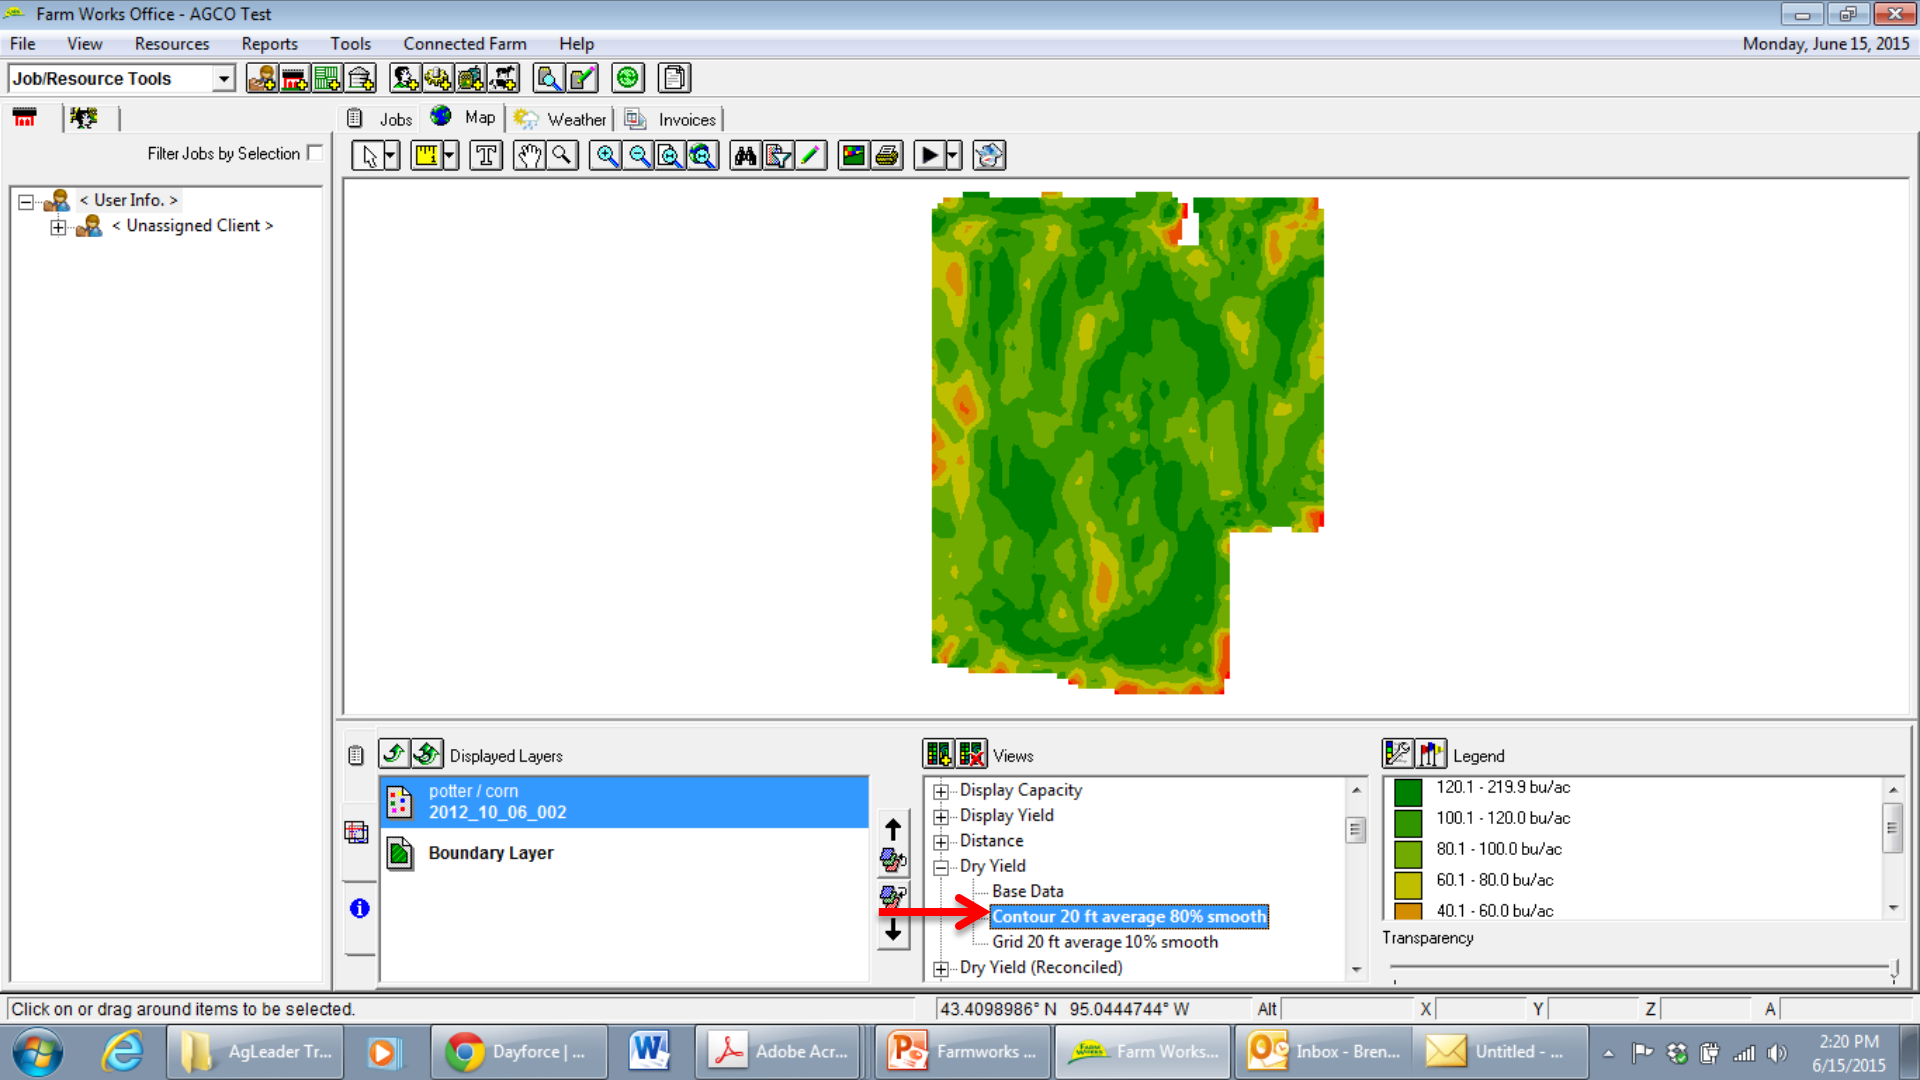 Farm Works Office - AGCO Test
File View Resources Reports Tools Connected Farm Help Monday, June 15, 2015
Job/Resource Tools
Jobs Map Weather Invoices
Filter Jobs by Selection
T
< User Info. >
< Unassigned Client >
Displayed Layers
potter / corn
2012_10_06_002
Boundary Layer
Views
Display Capacity
Display Yield
Distance
Dry Yield
Base Data
Contour 20 ft average 80% smooth
Grid 20 ft average 10% smooth
Dry Yield (Reconciled)
Legend
120.1 - 219.9 bu/ac
100.1 - 120.0 bu/ac
80.1 - 100.0 bu/ac
60.1 - 80.0 bu/ac
40.1 - 60.0 bu/ac
Transparency
Click on or drag around items to be selected.
43.4098986° N 95.0444744° W Alt X Y Z A
AgLeader Tr... Dayforce | ... Adobe Acr... Farmworks ... Farm Works... Inbox - Bren... Untitled - ...
2:20 PM
6/15/2015